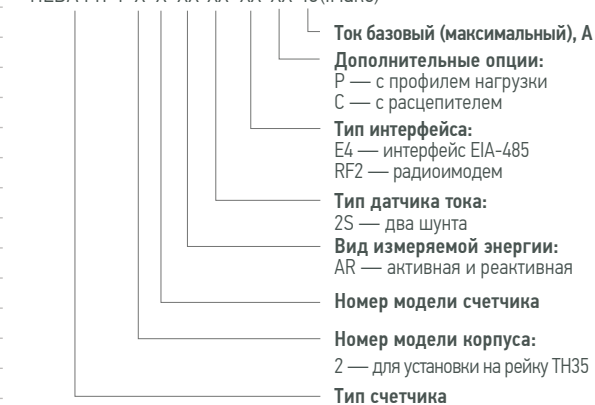 Ток базовый (максимальный), А
Дополнительные опции:
P — с профилем нагрузки
C — с расцепителем
Тип интерфейса:
E4 — интерфейс EIA-485
RF2 — радиоимодем
Тип датчика тока:
2S — два шунта
Вид измеряемой энергии:
AR — активная и реактивная
Номер модели счетчика
Номер модели корпуса:
2 — для установки на рейку ТН35
Тип счетчика